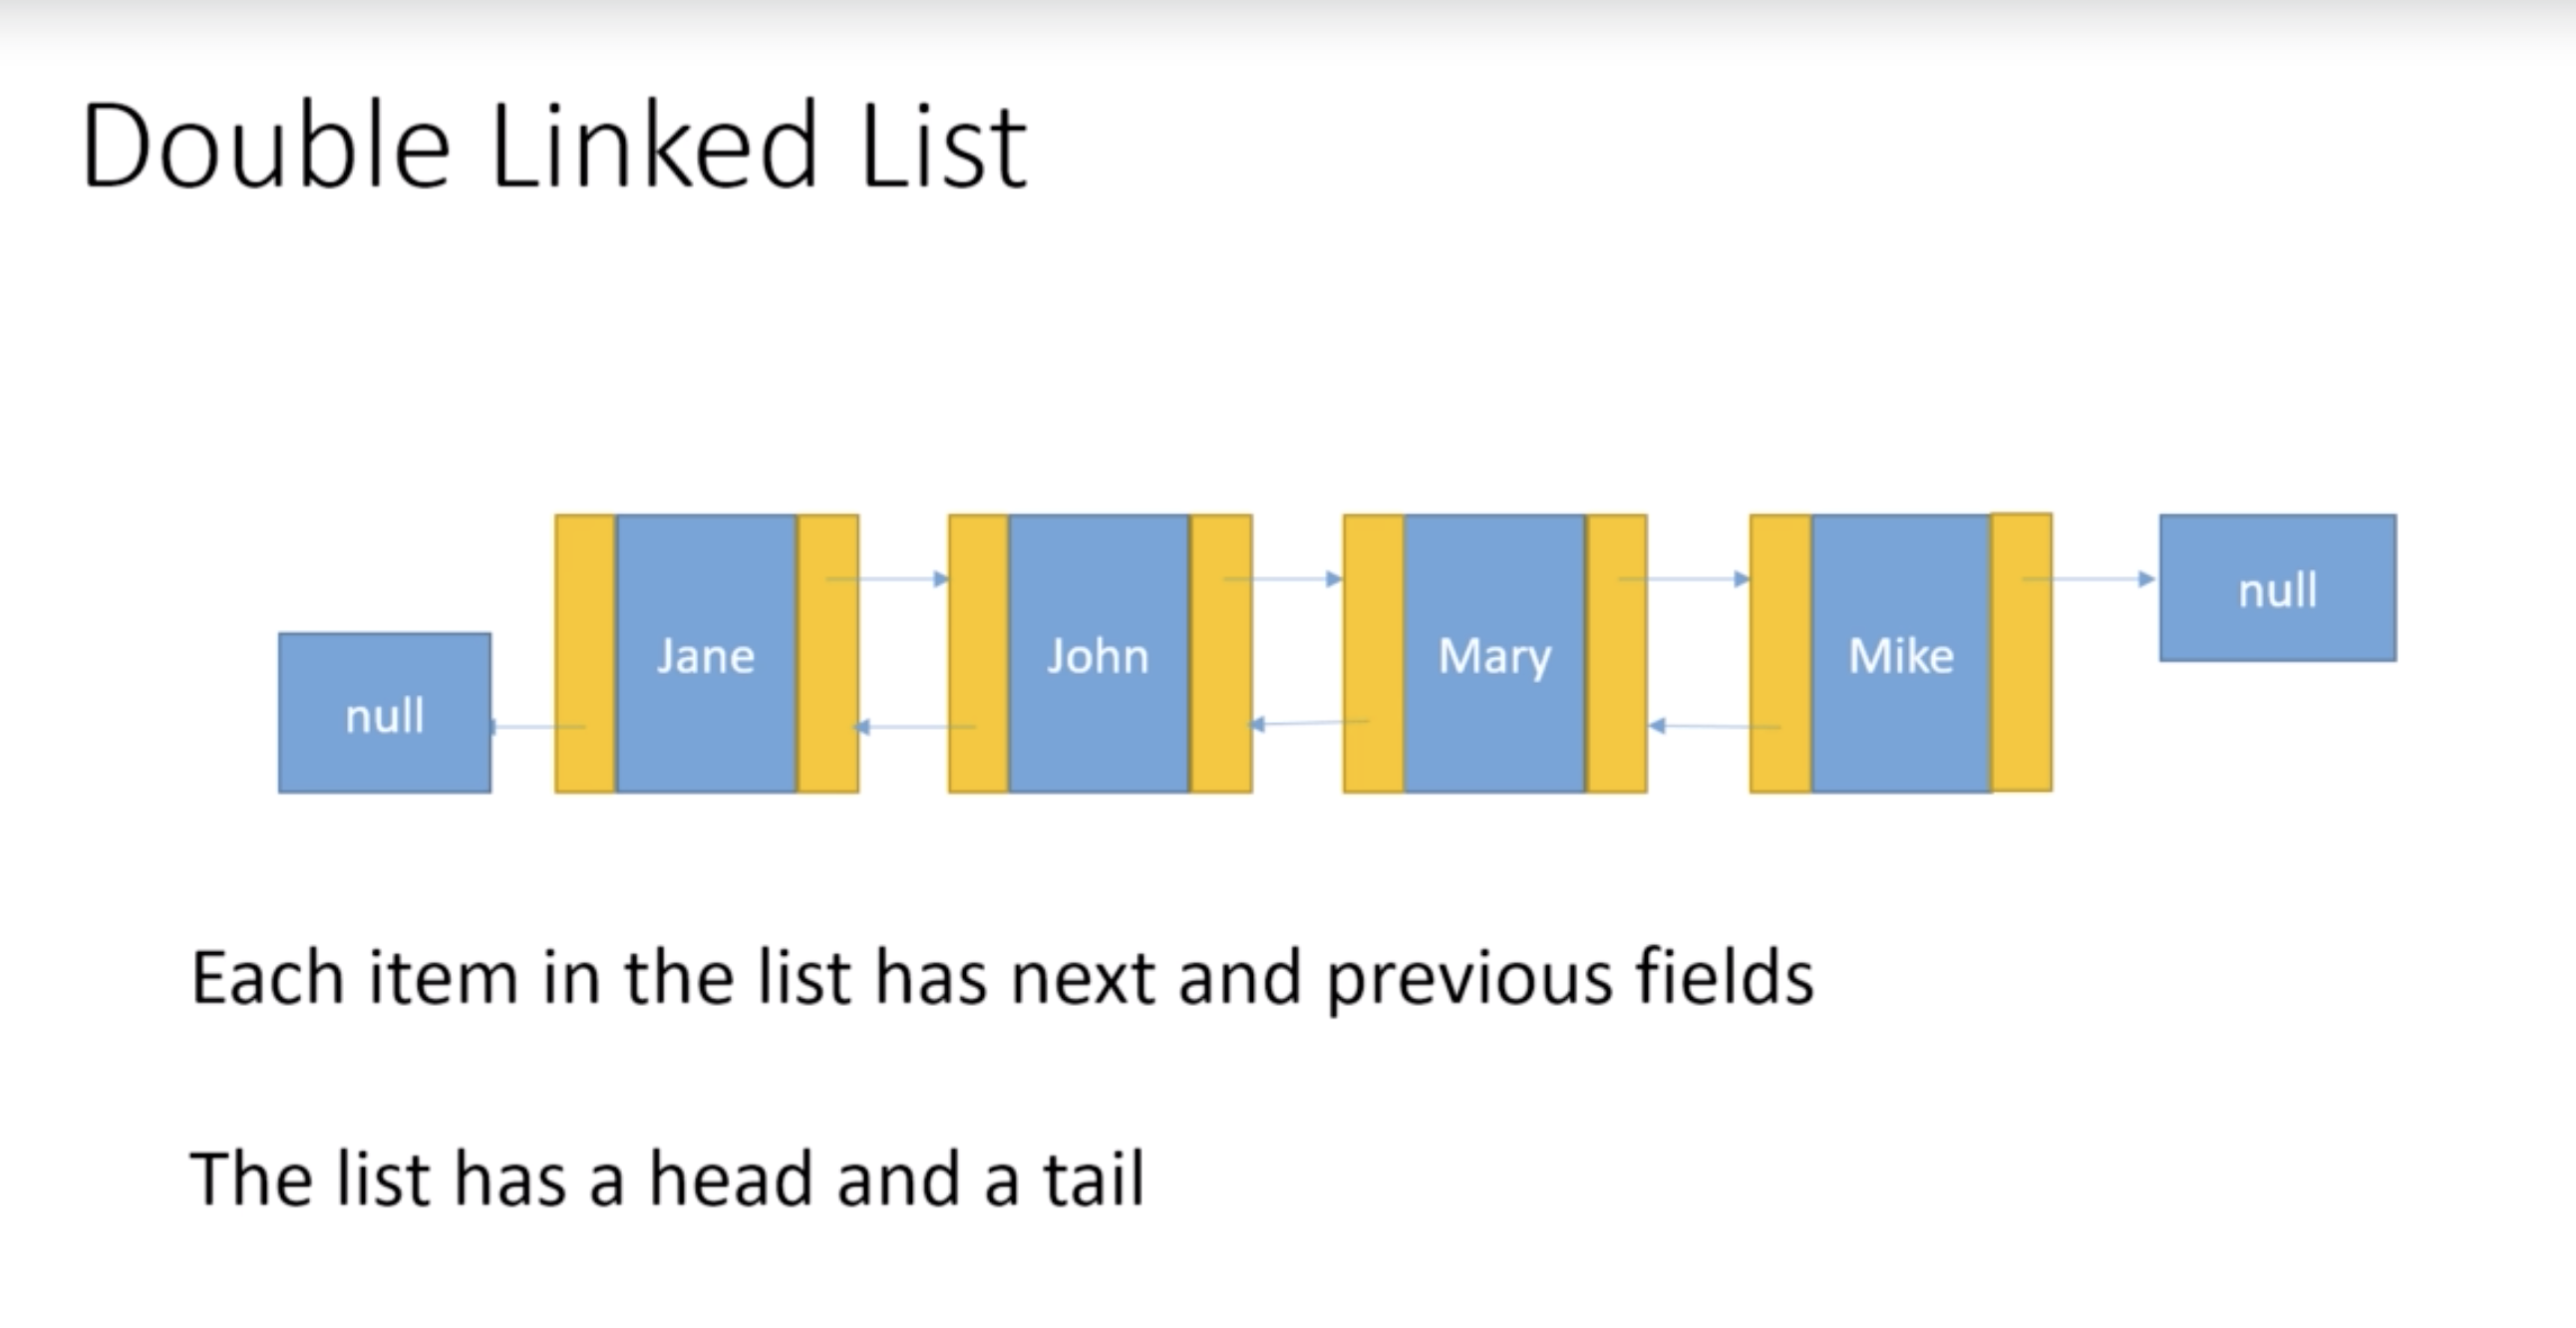 Double Linked List
null
Jane
John
Mary
Mike
null
Each item in the list has next and previous fields
The list has a head and a tail